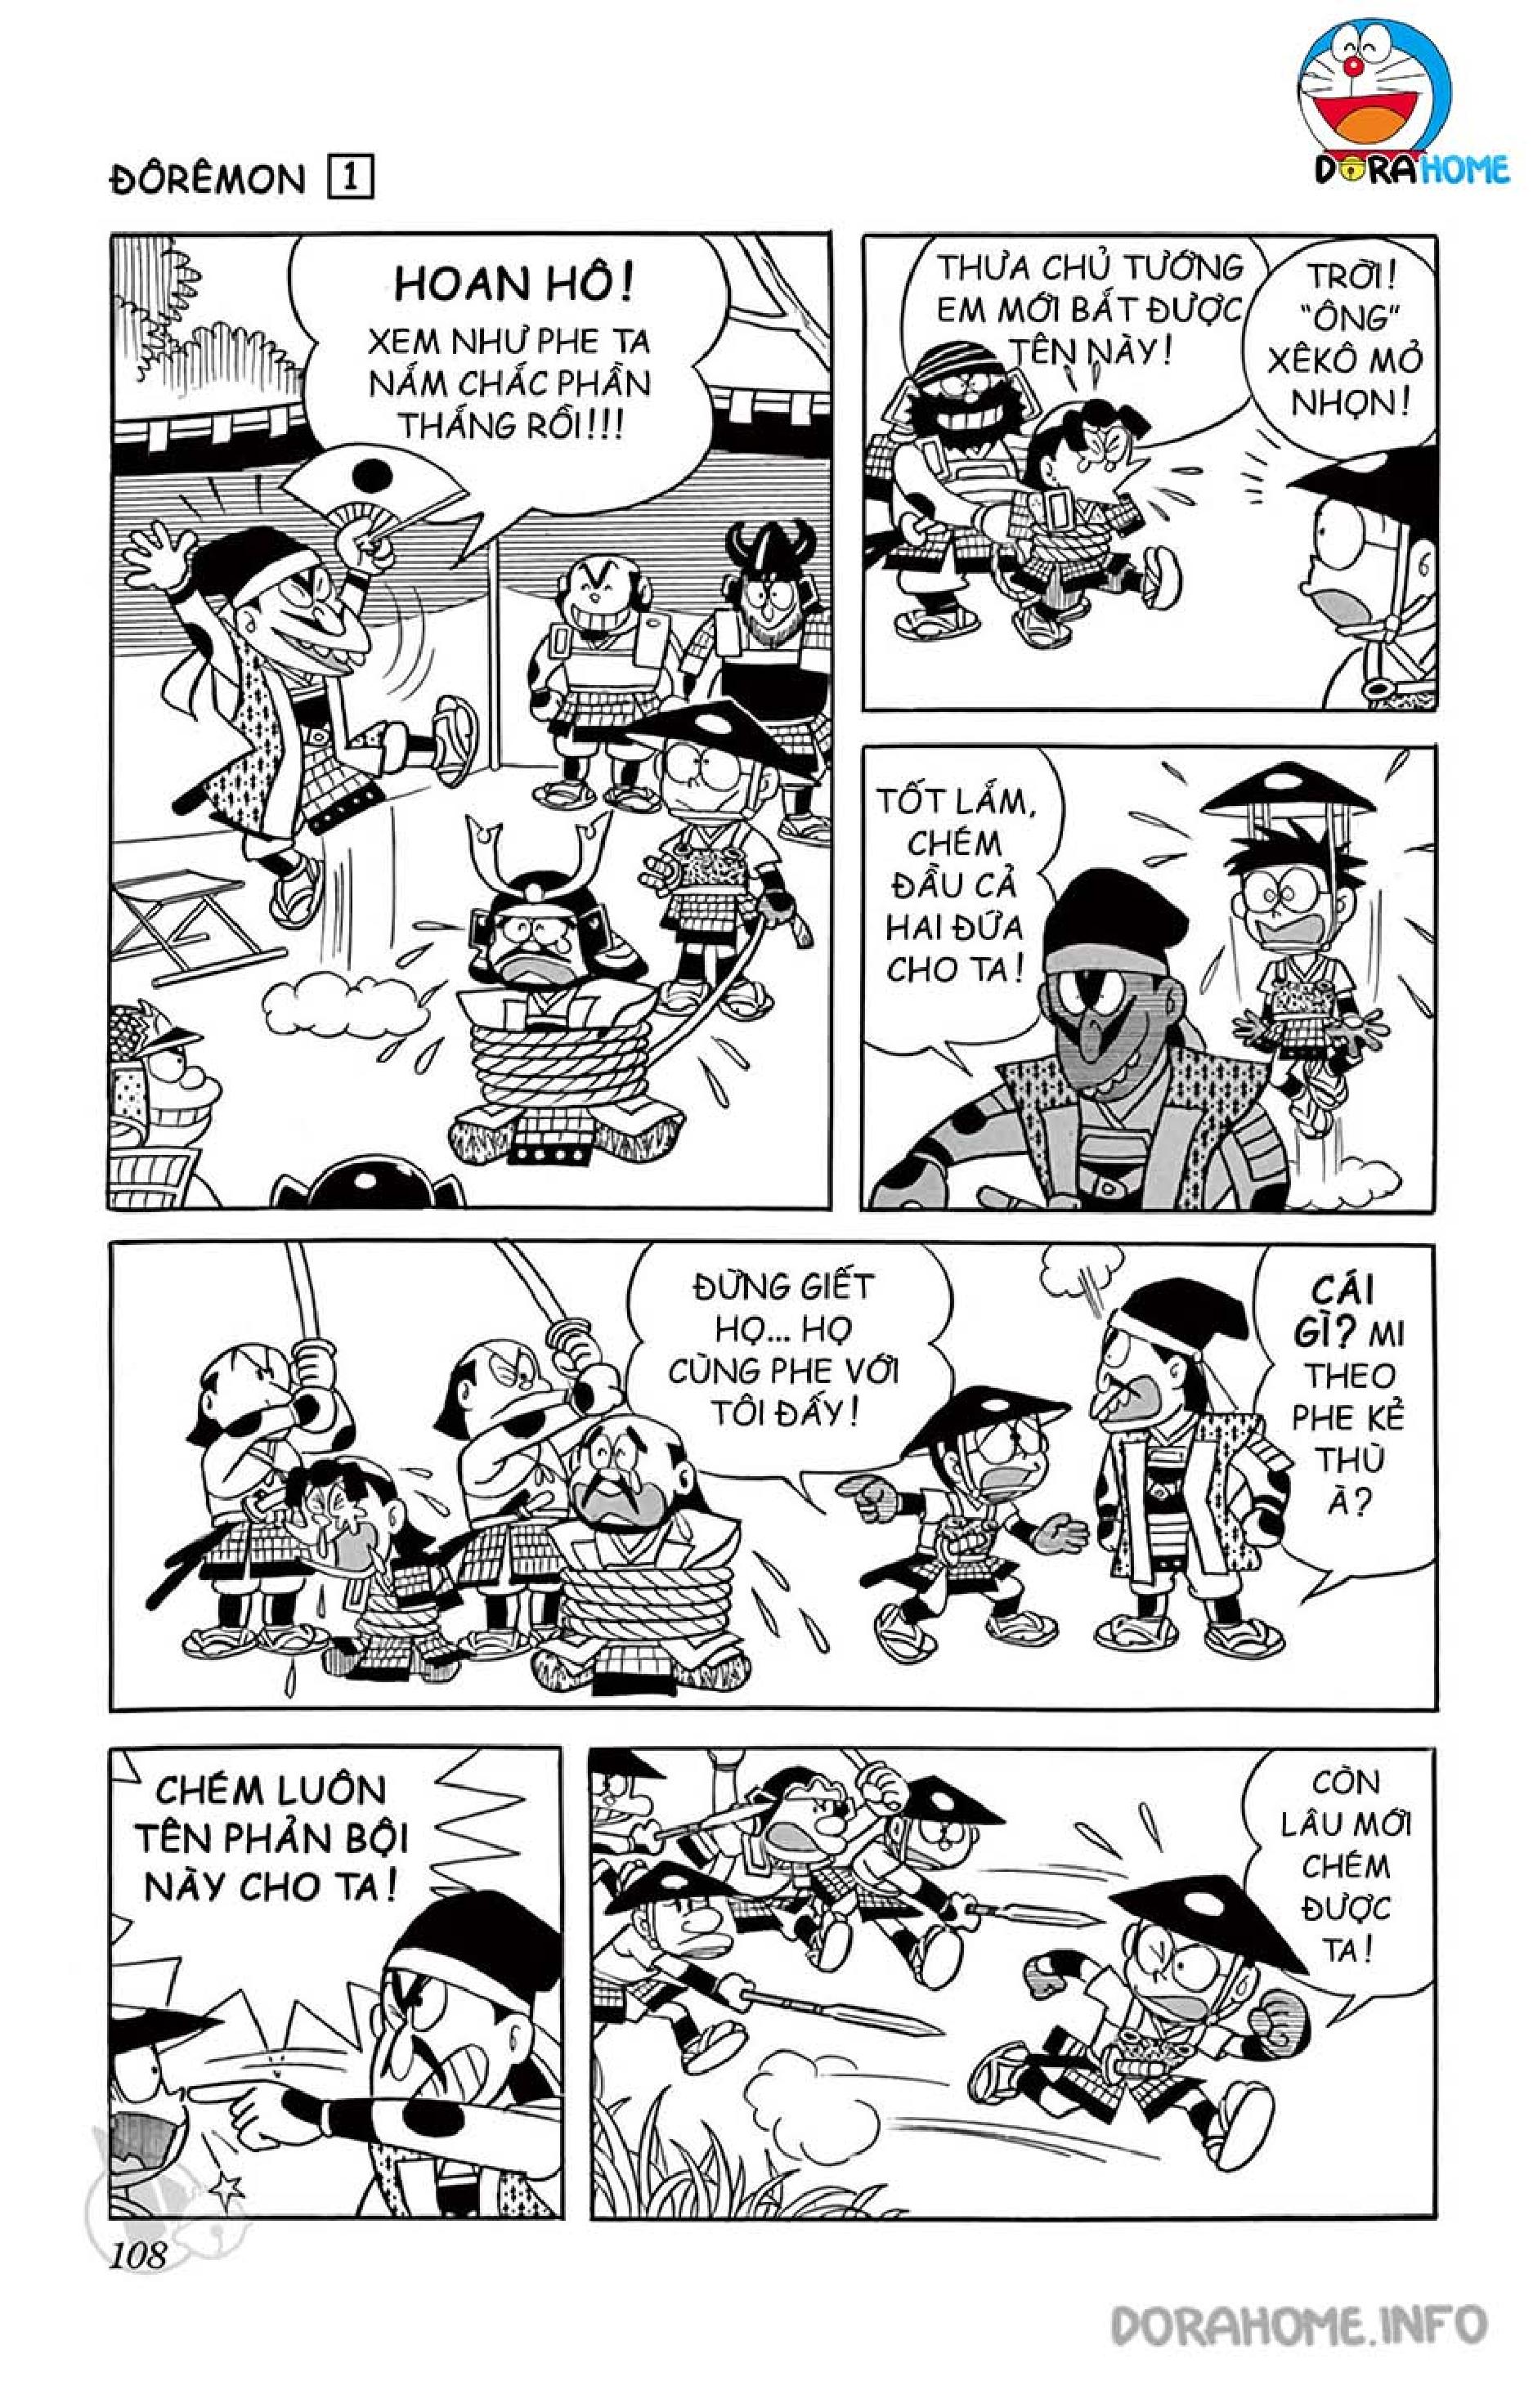 DORAHOME
ĐÔRÊMON 1
HOAN HÔ!
XEM NHƯ PHE TA
NẮM CHẮC PHẦN
THẮNG RỒI!!!
THƯA CHỦ TƯỚNG
EM MỚI BẮT ĐƯỢC
TÊN NÀY!
TRỜI!
"ÔNG"
XÊKÔ MỎ
NHỌN!
TỐT LẮM,
CHÉM
ĐẦU CẢ
HAI ĐỨA
CHO TA!
ĐỪNG GIẾT
HỌ... HỌ
CÙNG PHE VỚI
TÔI ĐẤY!
CÁI
GÌ? MI
THEO
PHE KẺ
THÙ
À?
CHÉM LUÔN
TÊN PHẢN BỘI
NÀY CHO TA!
CÒN
LÂU MỚI
CHÉM
ĐƯỢC
TA!
108
DORAHOME.INFO